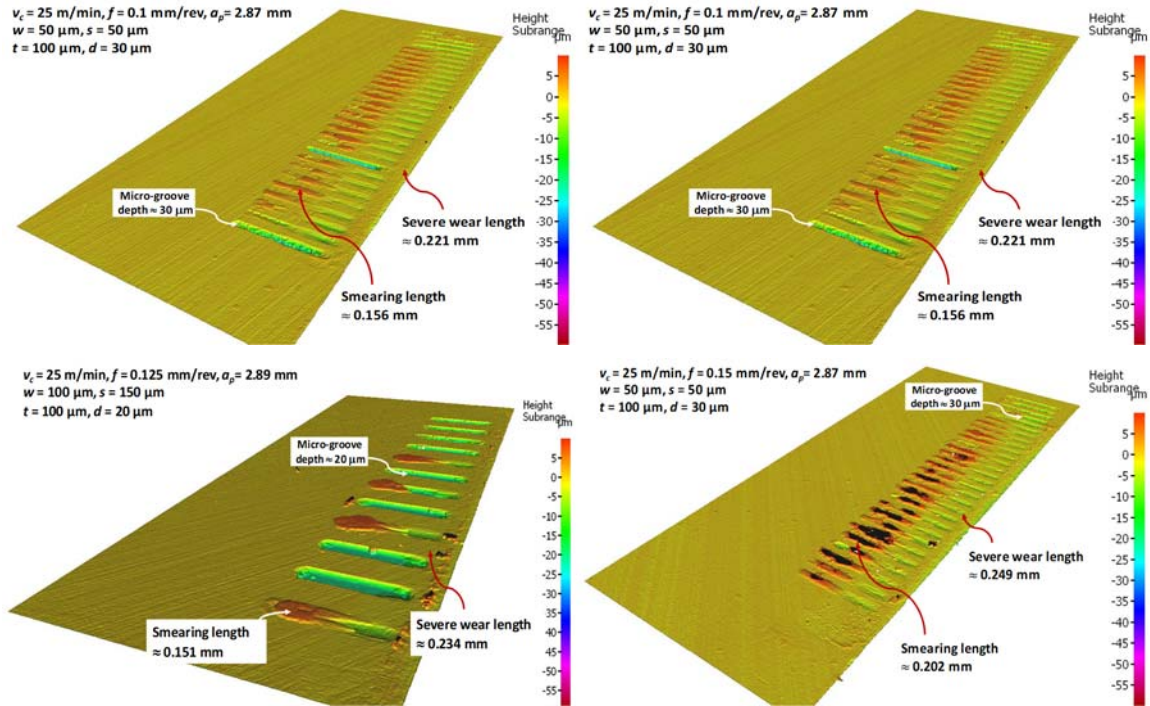 v_c = 25 m/min, f = 0.1 mm/rev, a_p = 2.87 mm
w = 50 µm, s = 50 µm
t = 100 µm, d = 30 µm
Height
Subrange
µm
5
0
-5
-10
-15
-20
-25
-30
-35
-40
-45
-50
-55
Micro-groove
depth ≈ 30 µm
Severe wear length
≈ 0.221 mm
Smearing length
≈ 0.156 mm
v_c = 25 m/min, f = 0.1 mm/rev, a_p = 2.87 mm
w = 50 µm, s = 50 µm
t = 100 µm, d = 30 µm
Height
Subrange
µm
5
0
-5
-10
-15
-20
-25
-30
-35
-40
-45
-50
-55
Micro-groove
depth ≈ 30 µm
Severe wear length
≈ 0.221 mm
Smearing length
≈ 0.156 mm
v_c = 25 m/min, f = 0.125 mm/rev, a_p = 2.89 mm
w = 100 µm, s = 150 µm
t = 100 µm, d = 20 µm
Height
Subrange
µm
5
0
-5
-10
-15
-20
-25
-30
35
40
45
-50
Micro-groove
depth ≈ 20 µm
Severe wear length
≈ 0.234 mm
Smearing length
≈ 0.151 mm
v_c = 25 m/min, f = 0.15 mm/rev, a_p = 2.87 mm
w = 50 µm, s = 50 µm
t = 100 µm, d = 30 µm
Height
Subrange
µm
5
0
-5
-10
-15
-20
-25
-30
-35
-40
-45
-50
-55
Micro-groove
depth ≈ 30 µm
Severe wear length
≈ 0.249 mm
Smearing length
≈ 0.202 mm